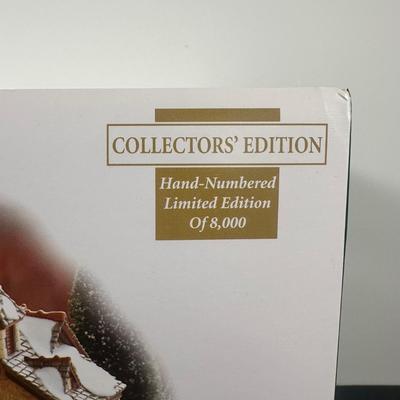 COLLECTORS' EDITION
Hand-Numbered
Limited Edition
Of 8,000